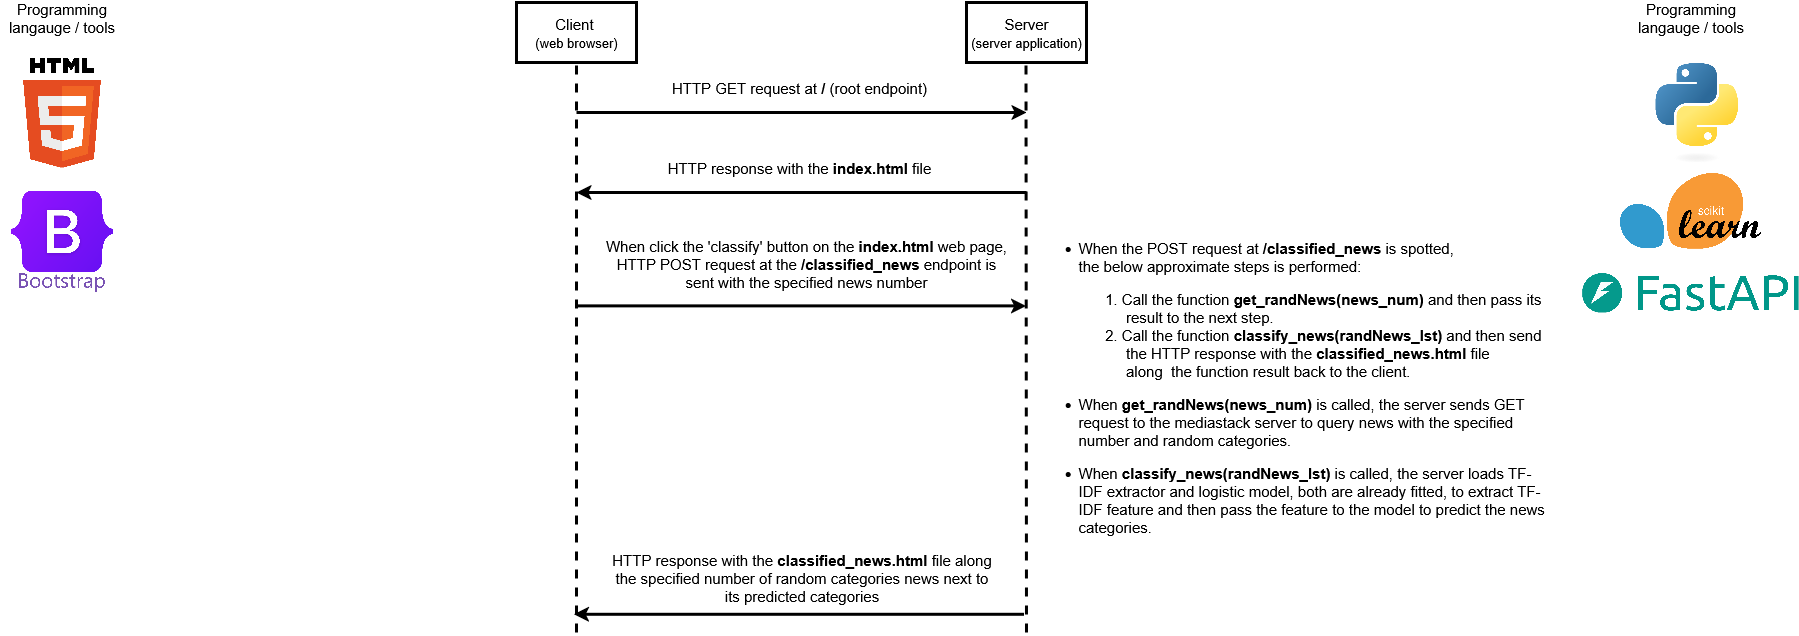 Programming
langauge / tools
HTML
5
B
Bootstrap
Client
(web browser)
Server
(server application)
HTTP GET request at / (root endpoint)
HTTP response with the index.html file
When click the 'classify' button on the index.html web page,
HTTP POST request at the /classified_news endpoint is
sent with the specified news number
• When the POST request at /classified_news is spotted,
the below approximate steps is performed:
1. Call the function get_randNews(news_num) and then pass its
result to the next step.
2. Call the function classify_news(randNews_lst) and then send
the HTTP response with the classified_news.html file
along the function result back to the client.
• When get_randNews(news_num) is called, the server sends GET
request to the mediastack server to query news with the specified
number and random categories.
• When classify_news(randNews_lst) is called, the server loads TF-
IDF extractor and logistic model, both are already fitted, to extract TF-
IDF feature and then pass the feature to the model to predict the news
categories.
HTTP response with the classified_news.html file along
the specified number of random categories news next to
its predicted categories
Programming
langauge / tools
scikit
learn
FastAPI